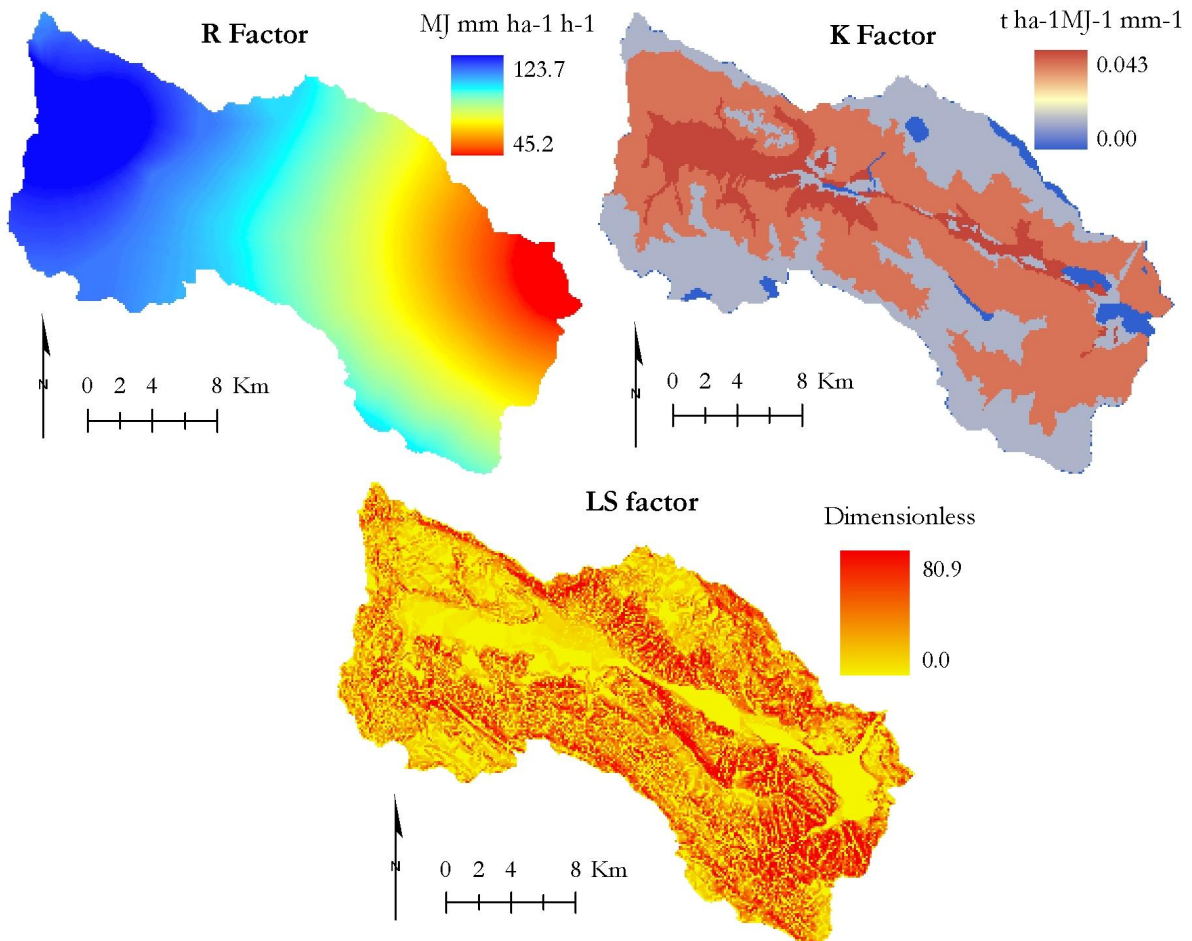 R Factor
MJ mm ha-1 h-1
123.7
45.2
N
0 2 4 8 Km
K Factor
t ha-1MJ-1 mm-1
0.043
0.00
N
0 2 4 8 Km
LS factor
Dimensionless
80.9
0.0
N
0 2 4 8 Km